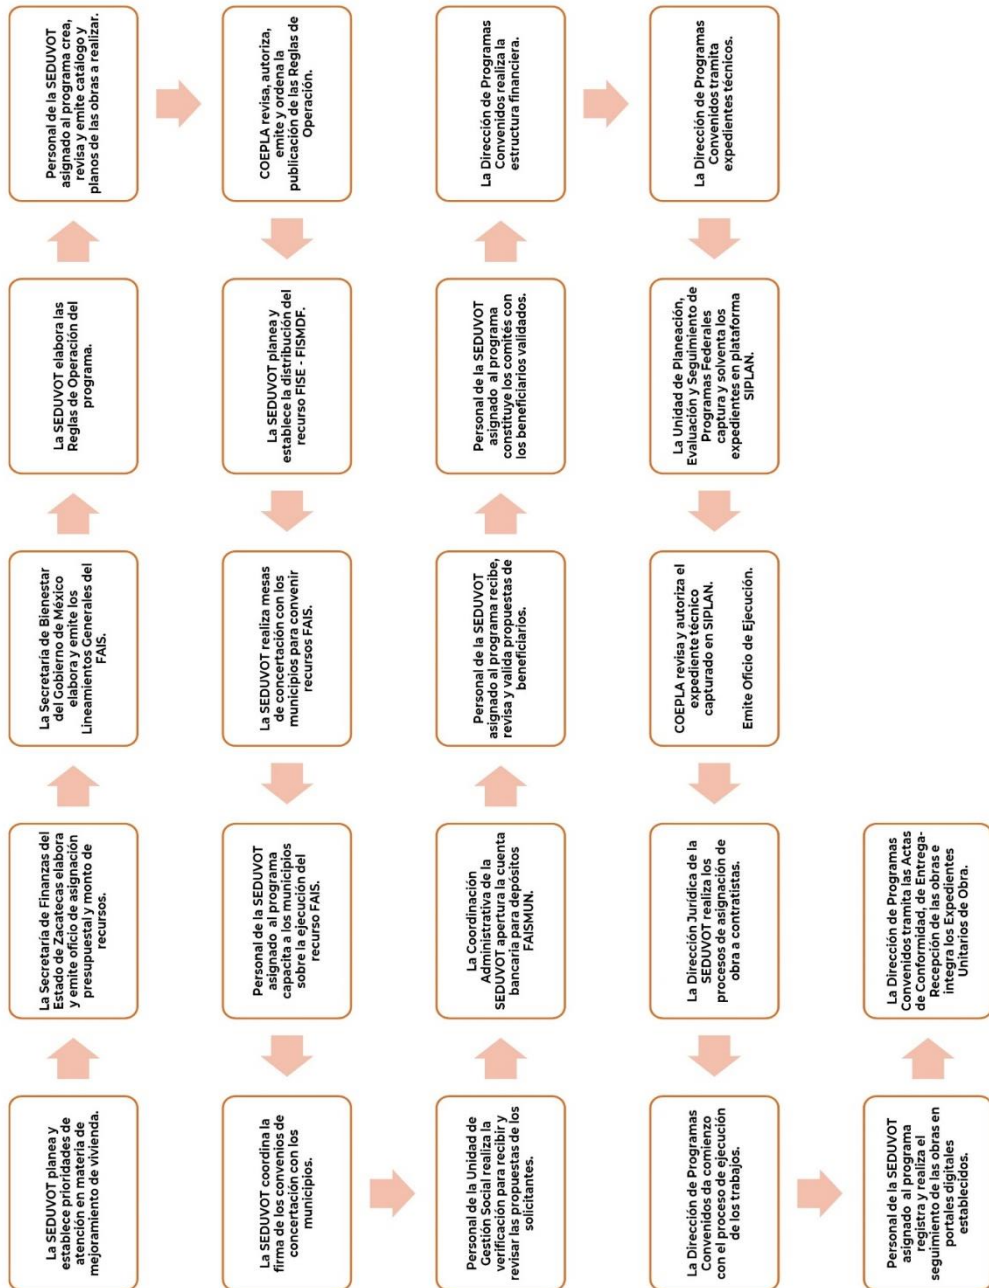 La SEDUVOT planea y
establece prioridades de
atención en materia de
mejoramiento de vivienda.
La Secretaría de Finanzas del
Estado de Zacatecas elabora
y emite oficio de asignación
presupuestal y monto de
recursos.
La Secretaría de Bienestar
del Gobierno de México
elabora y emite los
Lineamientos Generales del
FAIS.
La SEDUVOT elabora las
Reglas de Operación del
programa.
Personal de la SEDUVOT
asignado al programa crea,
revisa y emite catálogo y
planos de las obras a realizar.
COEPLA revisa, autoriza,
emite y ordena la
publicación de las Reglas de
Operación.
La SEDUVOT planea y
establece la distribución del
recurso FISE - FISMDF.
La SEDUVOT realiza mesas
de concertación con los
municipios para convenir
recursos FAIS.
Personal de la SEDUVOT
asignado al programa
capacita a los municipios
sobre la ejecución del
recurso FAIS.
La SEDUVOT coordina la
firma de los convenios de
concertación con los
municipios.
Personal de la Unidad de
Gestión Social realiza la
verificación para recibir y
revisar las propuestas de los
solicitantes.
La Coordinación
Administrativa de la
SEDUVOT apertura la cuenta
bancaria para depósitos
FAISMUN.
Personal de la SEDUVOT
asignado al programa recibe,
revisa y valida propuestas de
beneficiarios.
Personal de la SEDUVOT
asignado al programa
constituye los comités con
los beneficiarios validados.
La Dirección de Programas
Convenidos realiza la
estructura financiera.
La Dirección de Programas
Convenidos tramita
expedientes técnicos.
La Unidad de Planeación,
Evaluación y Seguimiento de
Programas Federales
captura y solventa los
expedientes en plataforma
SIPLAN.
COEPLA revisa y autoriza el
expediente técnico
capturado en SIPLAN.
Emite Oficio de Ejecución.
La Dirección Jurídica de la
SEDUVOT realiza los
procesos de asignación de
obra a contratistas.
La Dirección de Programas
Convenidos da comienzo
con el proceso de ejecución
de los trabajos.
Personal de la SEDUVOT
asignado al programa
registra y realiza el
seguimiento de las obras en
portales digitales
establecidos.
La Dirección de Programas
Convenidos tramita las Actas
de Conformidad, de Entrega-
Recepción de las obras e
integra los Expedientes
Unitarios de Obra.